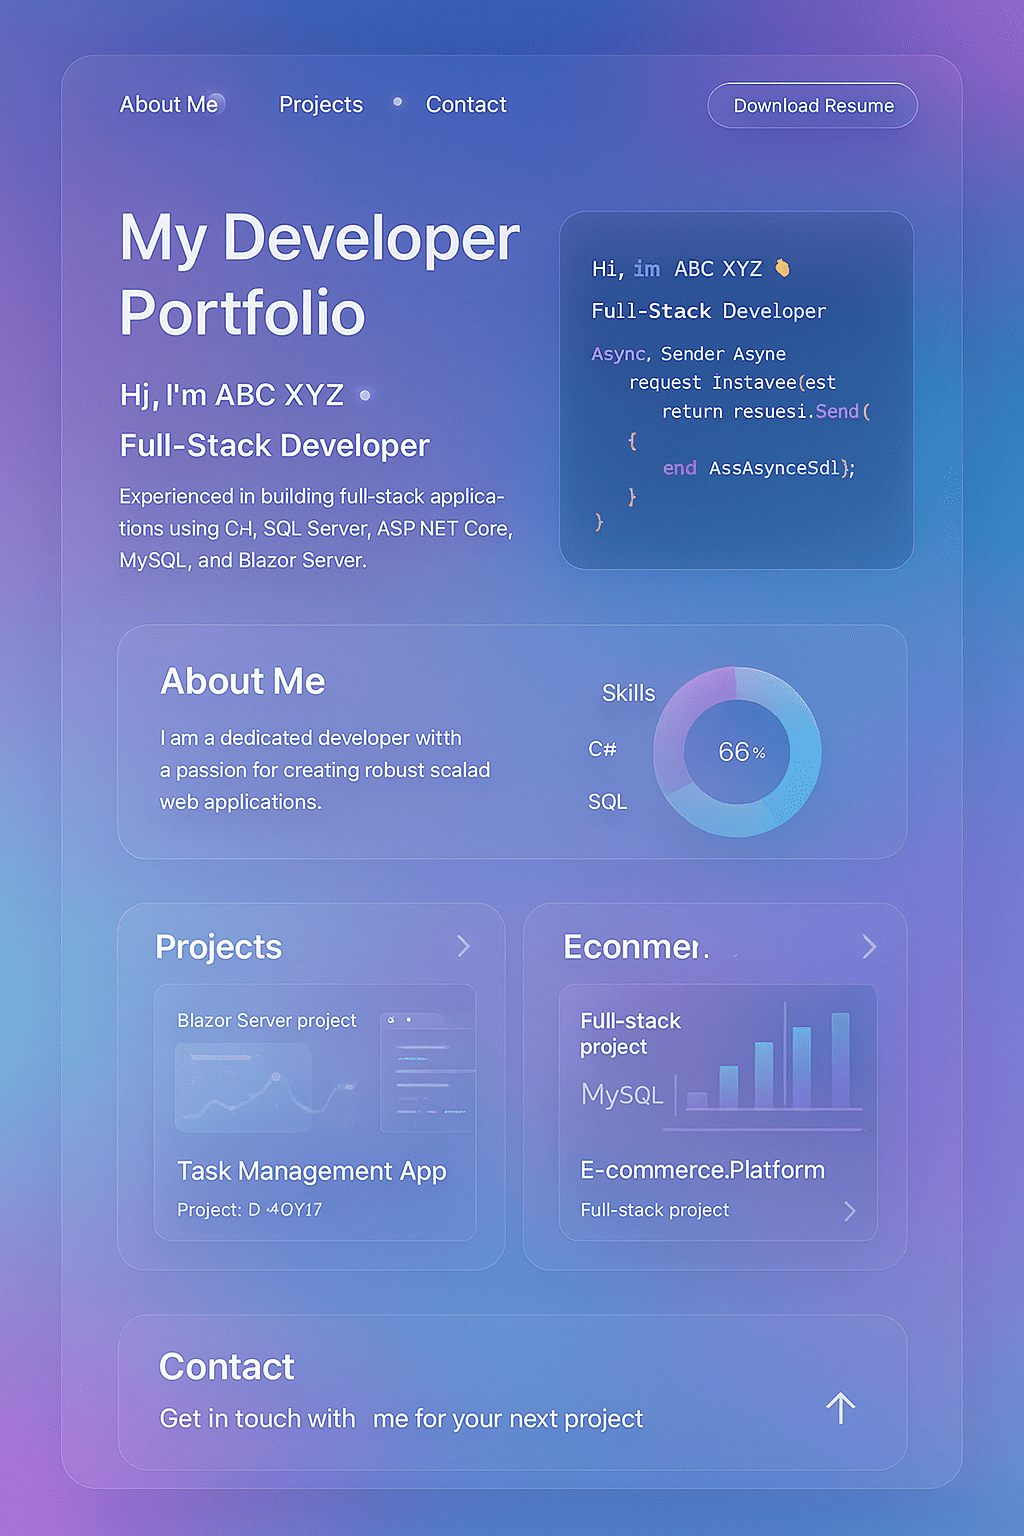 About Me
Projects
Contact
Download Resume
My Developer
Portfolio
Hj, I'm ABC XYZ
Full-Stack Developer
Experienced in building full-stack applica-
tions using CH, SQL Server, ASP NET Core,
MySQL, and Blazor Server.
Hi, im ABC XYZ
Full-Stack Developer
Async, Sender Asyne
request Instavee(est
return resuesi.Send(
{
end AssAsynceSdl};
}
}
About Me
I am a dedicated developer witth
a passion for creating robust scalad
web applications.
Skills
C#
SQL
66%
Projects
Blazor Server project
Task Management App
Project: D
Econmer.
Full-stack
project
MySQL
E-commerce.Platform
Full-stack project
Contact
Get in touch with me for your next project